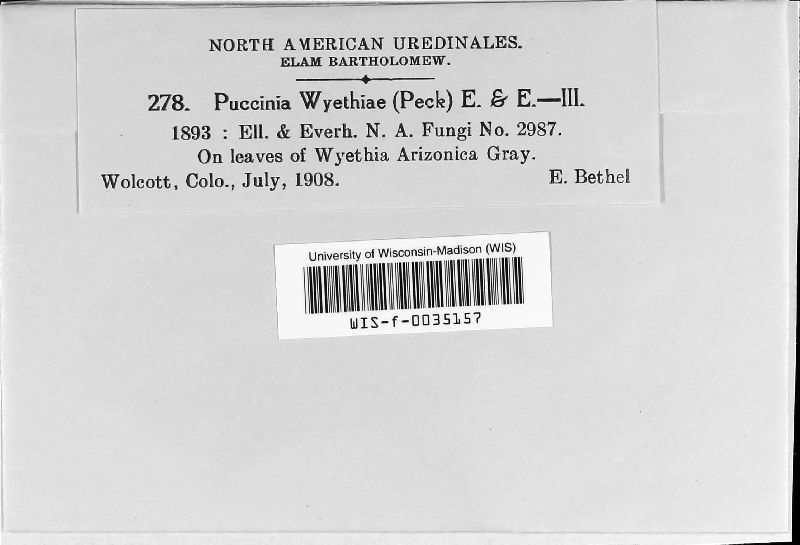 NORTH AMERICAN UREDINALES.
ELAM BARTHOLOMEW.
278. Puccinia Wyethiae (Peck) E. & E.—III.
1893 : Ell. & Everh. N. A. Fungi No. 2987.
On leaves of Wyethia Arizonica Gray.
Wolcott, Colo., July, 1908. E. Bethel
University of Wisconsin-Madison (WIS)
WIS-f-0035157